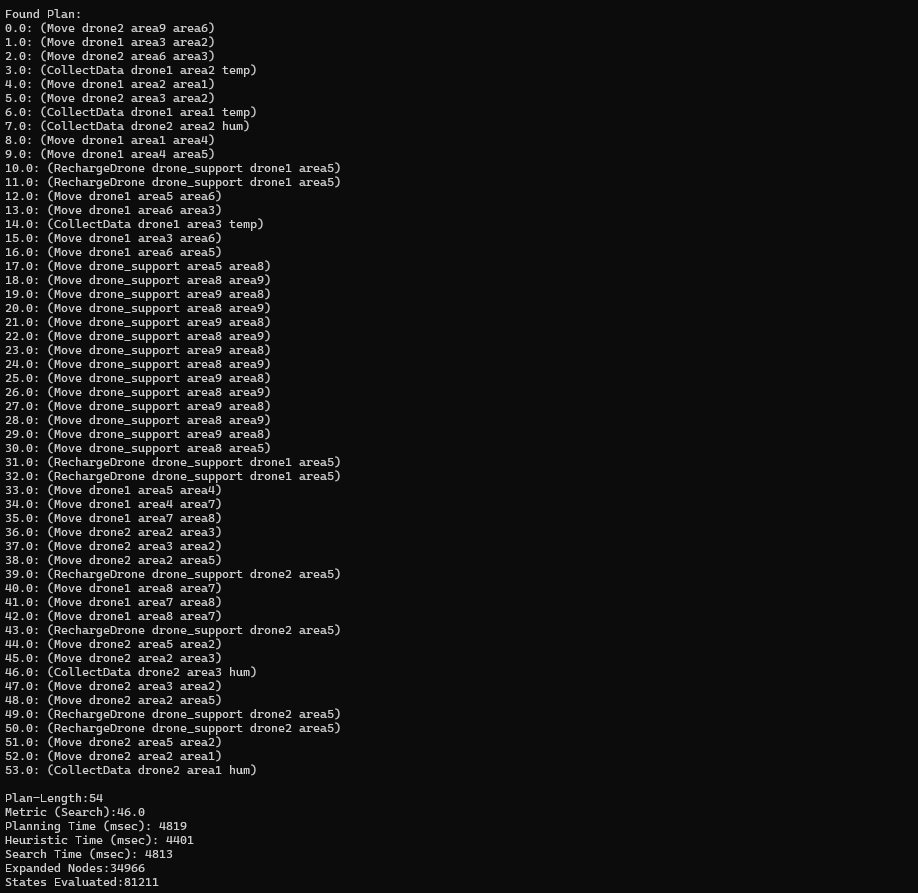 Found Plan:
0.0: (Move drone2 area9 area6)
1.0: (Move drone1 area3 area2)
2.0: (Move drone2 area6 area3)
3.0: (CollectData drone1 area2 temp)
4.0: (Move drone1 area2 area1)
5.0: (Move drone2 area3 area2)
6.0: (CollectData drone1 area1 temp)
7.0: (CollectData drone2 area2 hum)
8.0: (Move drone1 area1 area4)
9.0: (Move drone1 area4 area5)
10.0: (RechargeDrone drone_support drone1 area5)
11.0: (RechargeDrone drone_support drone1 area5)
12.0: (Move drone1 area5 area6)
13.0: (Move drone1 area6 area3)
14.0: (CollectData drone1 area3 temp)
15.0: (Move drone1 area3 area6)
16.0: (Move drone1 area6 area5)
17.0: (Move drone_support area5 area8)
18.0: (Move drone_support area8 area9)
19.0: (Move drone_support area9 area8)
20.0: (Move drone_support area8 area9)
21.0: (Move drone_support area9 area8)
22.0: (Move drone_support area8 area9)
23.0: (Move drone_support area9 area8)
24.0: (Move drone_support area8 area9)
25.0: (Move drone_support area9 area8)
26.0: (Move drone_support area8 area9)
27.0: (Move drone_support area9 area8)
28.0: (Move drone_support area8 area9)
29.0: (Move drone_support area9 area8)
30.0: (Move drone_support area8 area5)
31.0: (RechargeDrone drone_support drone1 area5)
32.0: (RechargeDrone drone_support drone1 area5)
33.0: (Move drone1 area5 area4)
34.0: (Move drone1 area4 area7)
35.0: (Move drone1 area7 area8)
36.0: (Move drone2 area2 area3)
37.0: (Move drone2 area3 area2)
38.0: (Move drone2 area2 area5)
39.0: (RechargeDrone drone_support drone2 area5)
40.0: (Move drone1 area8 area7)
41.0: (Move drone1 area7 area8)
42.0: (Move drone1 area8 area7)
43.0: (RechargeDrone drone_support drone2 area5)
44.0: (Move drone2 area5 area2)
45.0: (Move drone2 area2 area3)
46.0: (CollectData drone2 area3 hum)
47.0: (Move drone2 area3 area2)
48.0: (Move drone2 area2 area5)
49.0: (RechargeDrone drone_support drone2 area5)
50.0: (RechargeDrone drone_support drone2 area5)
51.0: (Move drone2 area5 area2)
52.0: (Move drone2 area2 area1)
53.0: (CollectData drone2 area1 hum)

Plan-Length:54
Metric (Search):46.0
Planning Time (msec): 4819
Heuristic Time (msec): 4401
Search Time (msec): 4813
Expanded Nodes:34966
States Evaluated:81211